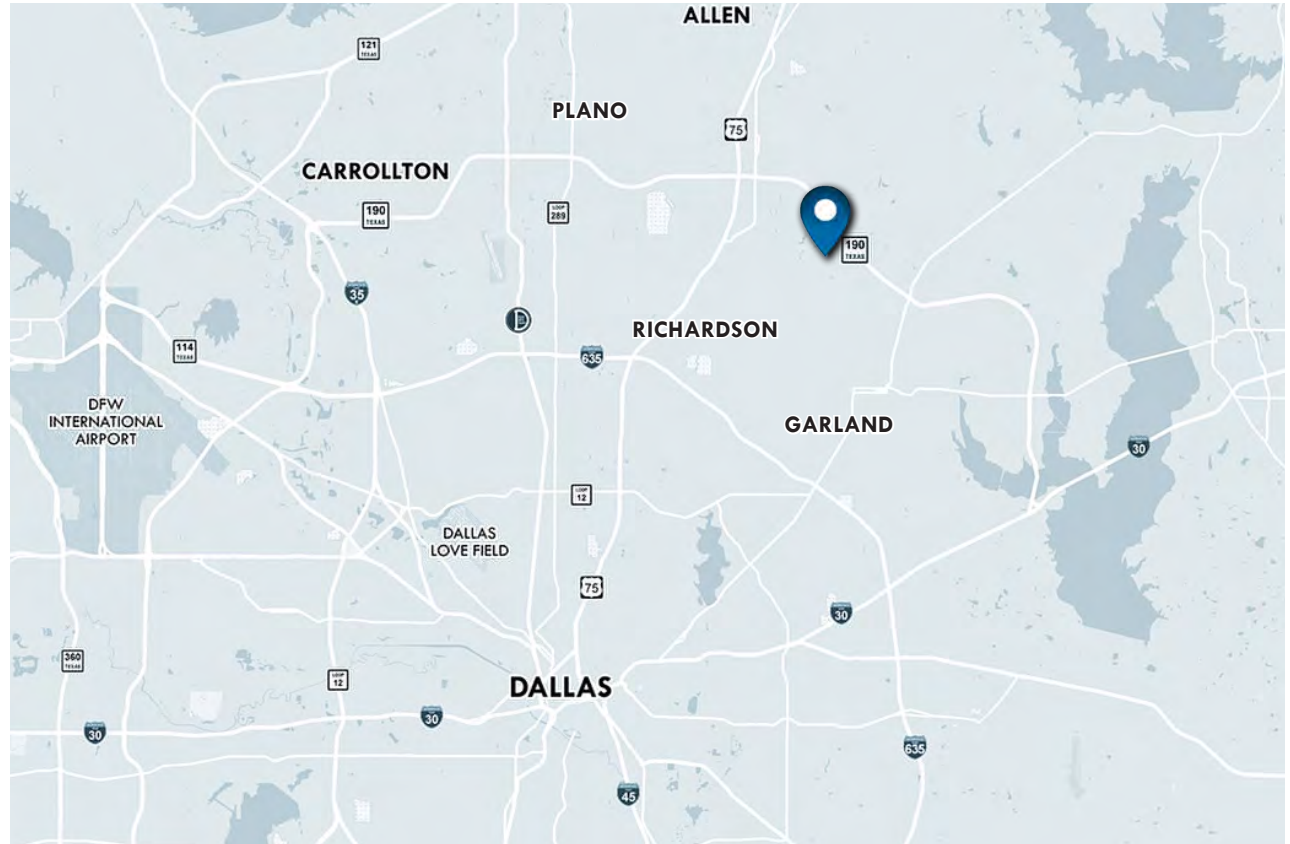 ALLEN
121
TEXAS
PLANO
75
CARROLLTON
190
TEXAS
LOOP
289
190
TEXAS
35
RICHARDSON
114
TEXAS
635
DFW
INTERNATIONAL
AIRPORT
GARLAND
30
LOOP
12
DALLAS
LOVE FIELD
75
30
360
TEXAS
LOOP
12
DALLAS
30
30
635
45